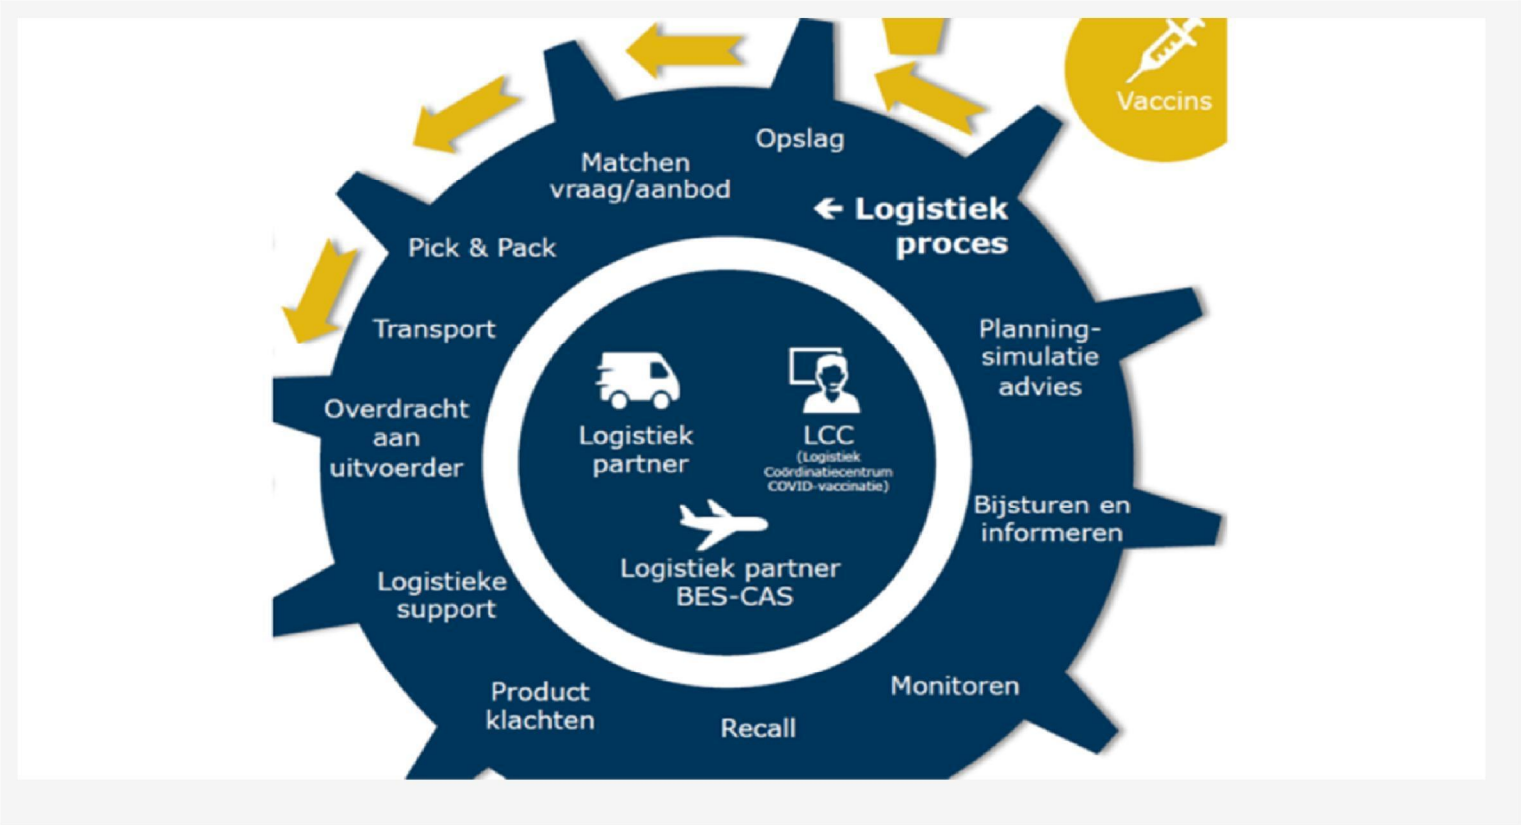 Vaccins
Opslag
Matchen
vraag/aanbod
← Logistiek
proces
Pick & Pack
Transport
Planning-
simulatie
advies
Overdracht
aan
uitvoerder
Logistiek
partner
LCC
(Logistiek
Coördinatiecentrum
COVID-vaccinatie)
Bijsturen en
informeren
Logistiek partner
BES-CAS
Logistieke
support
Monitoren
Product
klachten
Recall